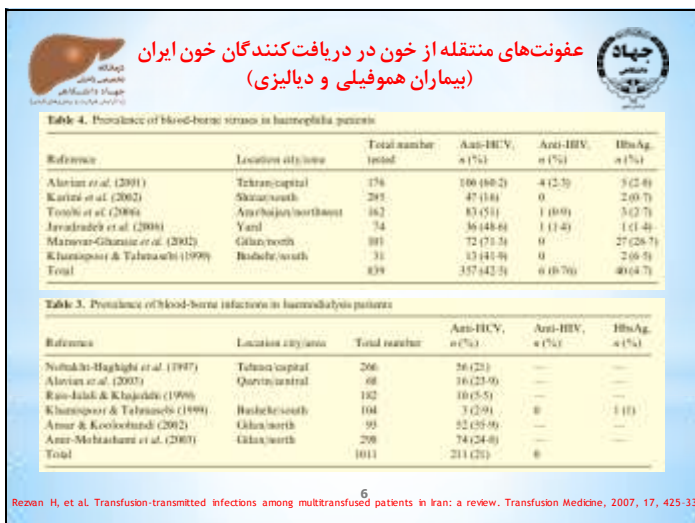 عفونت‌های منتقله از خون در دریافت‌کنندگان خون ایران
(بیماران هموفیلی و دیالیزی)
جهاد
Table 4. Prevalence of blood-borne viruses in haemophilia patients
Reference Location city/area Total number tested Anti-HCV, n (%) Anti-HIV, n (%) HbsAg, n (%)
Alavian et al. (2001) Tehran/capital 176 106 (60·2) 4 (2·3) 5 (2·8)
Karimi et al. (2002) Shiraz/south 295 47 (16) 0 2 (0·7)
et al. (2006) Azarbaijan/northwest 162 83 (51) 1 (0·9) 3 (2·7)
Javadzadeh et al. (2006) Yazd 74 36 (48·6) 1 (1·4) 1 (1·4)
Mansour-Ghanaie et al. (2002) Gilan/north 101 72 (71·3) 0 27 (26·7)
& Tahmasebi (1999) Bushehr/south 31 13 (41·9) 0 2 (6·5)
Total 839 357 (42·5) 6 (0·76) 40 (4·7)
Table 3. Prevalence of blood-borne infections in haemodialysis patients
Reference Location city/area Total number Anti-HCV, n (%) Anti-HIV, n (%) HbsAg, n (%)
Nobakht-Haghighi et al. (1997) Tehran/capital 266 56 (21) — —
Alavian et al. (2003) Qazvin/central 68 16 (23·9) — —
(1999) 182 10 (5·5) — —
& Tahmasebi (1999) Bushehr/south 104 3 (2·9) 0 1 (1)
Ansar & Kooloobandi (2002) Gilan/north 93 52 (55·9) — —
Amir-Mohtashami et al. (2003) Gilan/north 298 74 (24·8) — —
Total 1011 211 (21) 0
6
Rezvan H, et al. Transfusion-transmitted infections among multitransfused patients in Iran: a review. Transfusion Medicine, 2007, 17, 425-33